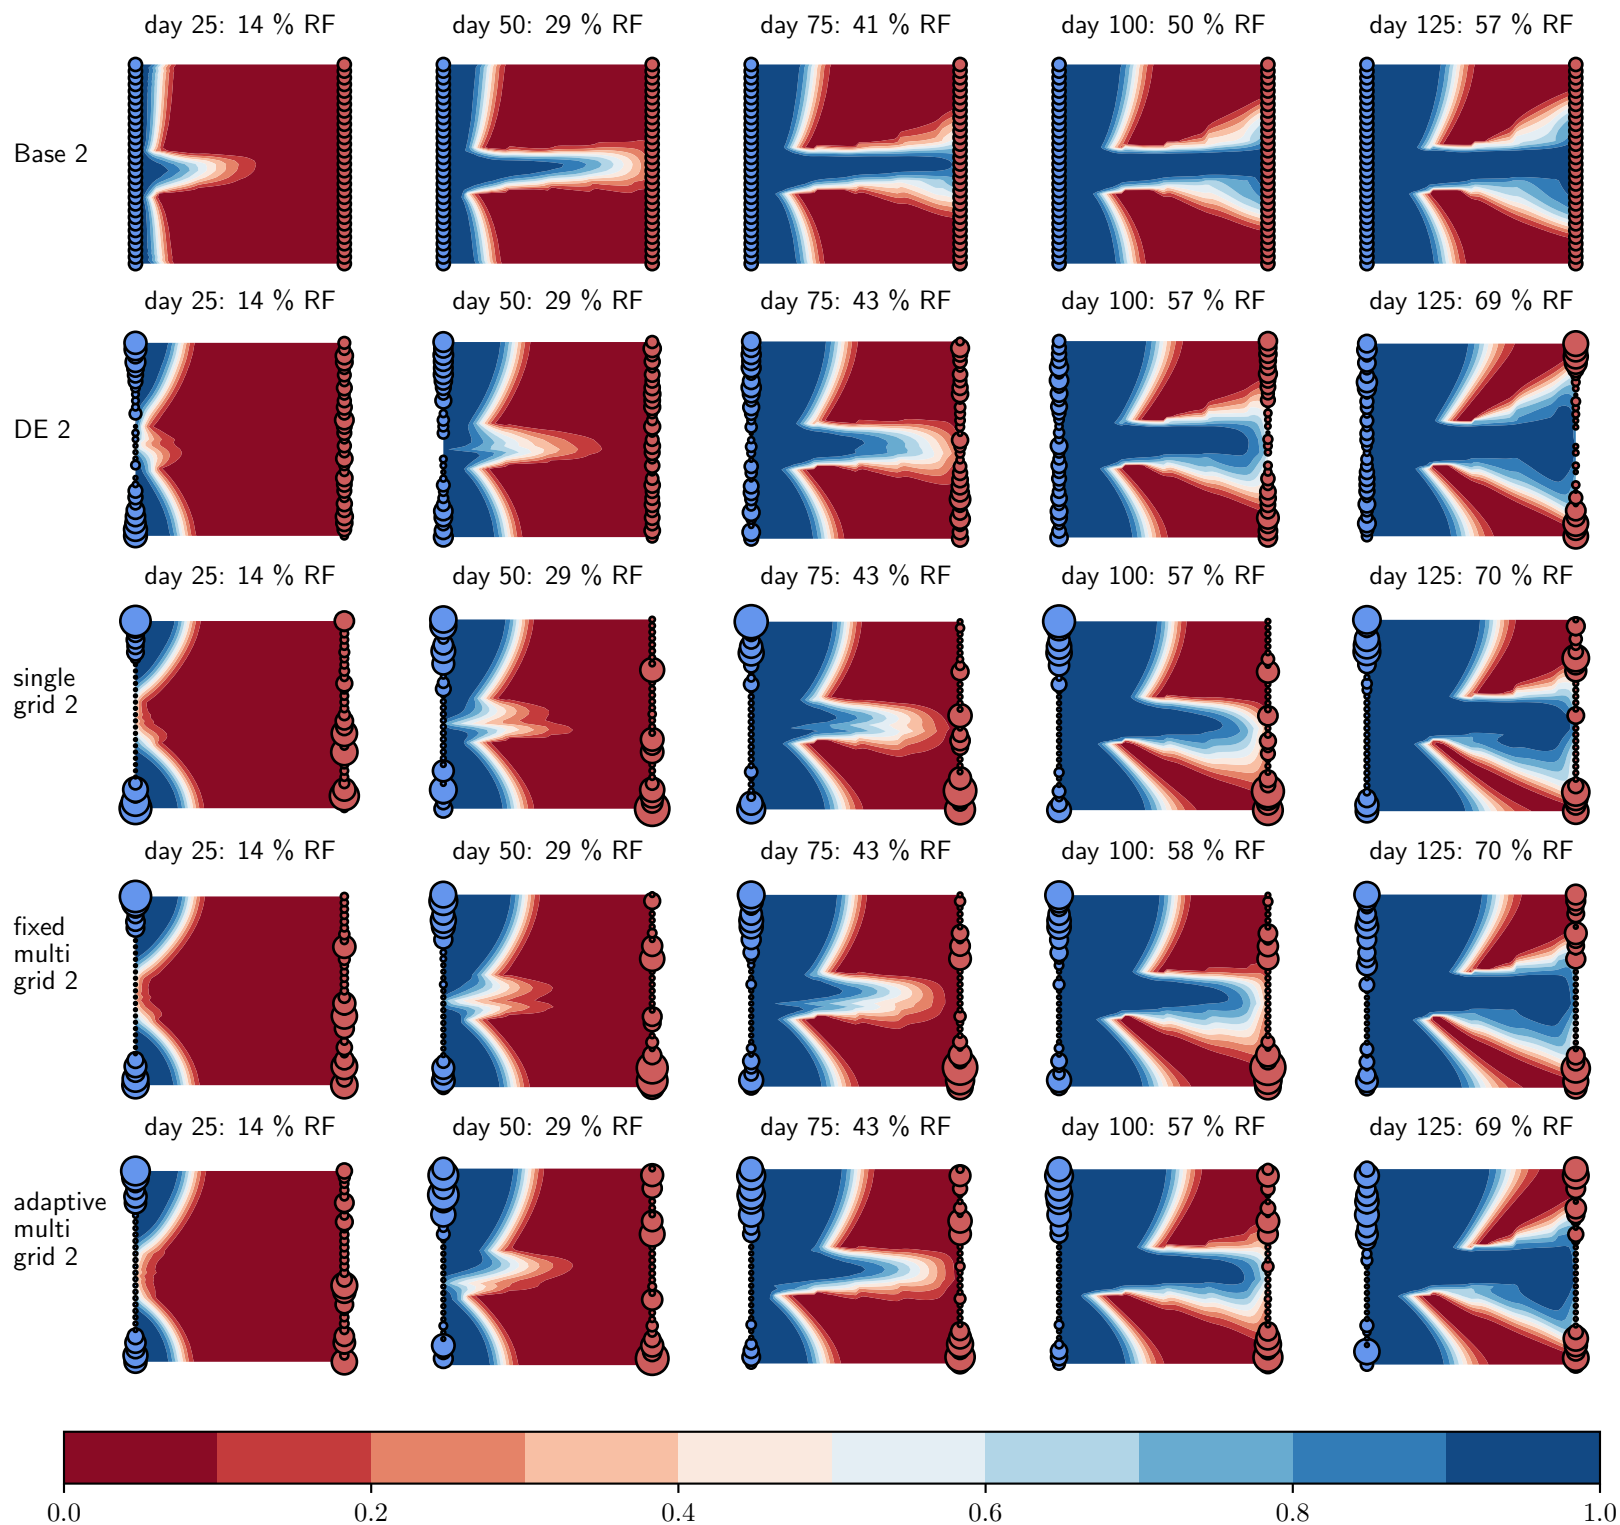 day 25: 14 % RF
day 50: 29 % RF
day 75: 41 % RF
day 100: 50 % RF
day 125: 57 % RF
Base 2
day 25: 14 % RF
day 50: 29 % RF
day 75: 43 % RF
day 100: 57 % RF
day 125: 69 % RF
DE 2
day 25: 14 % RF
day 50: 29 % RF
day 75: 43 % RF
day 100: 57 % RF
day 125: 70 % RF
single
grid 2
day 25: 14 % RF
day 50: 29 % RF
day 75: 43 % RF
day 100: 58 % RF
day 125: 70 % RF
fixed
multi
grid 2
day 25: 14 % RF
day 50: 29 % RF
day 75: 43 % RF
day 100: 57 % RF
day 125: 69 % RF
adaptive
multi
grid 2
0.0
0.2
0.4
0.6
0.8
1.0